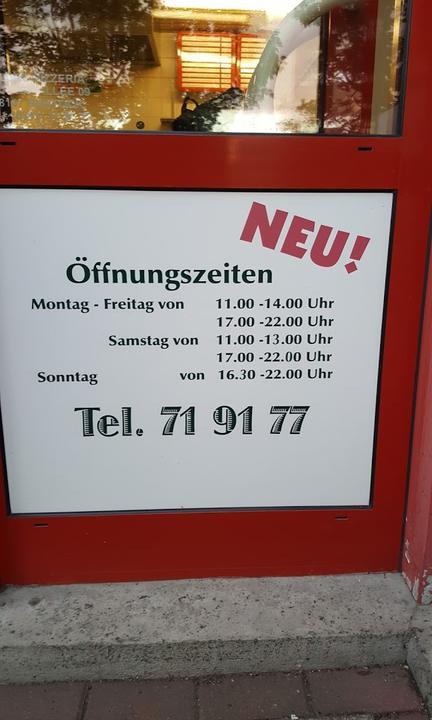 PIZZERIA
NEU!
Öffnungszeiten
Montag - Freitag von 11.00 -14.00 Uhr
17.00 -22.00 Uhr
Samstag von 11.00 -13.00 Uhr
17.00 -22.00 Uhr
Sonntag von 16.30 -22.00 Uhr
Tel. 71 91 77